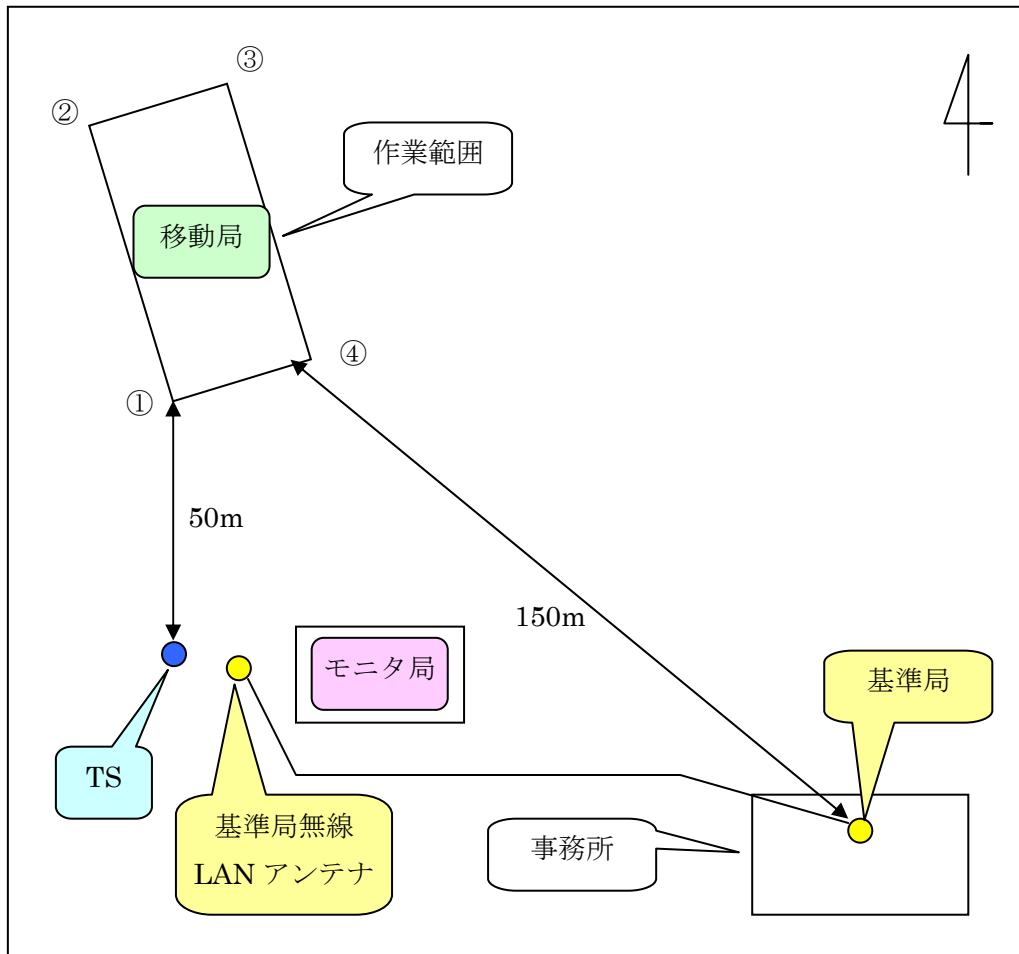 ③
②
作業範囲
移動局
④
①
50m
150m
モニタ局
基準局
TS
基準局無線
LAN アンテナ
事務所